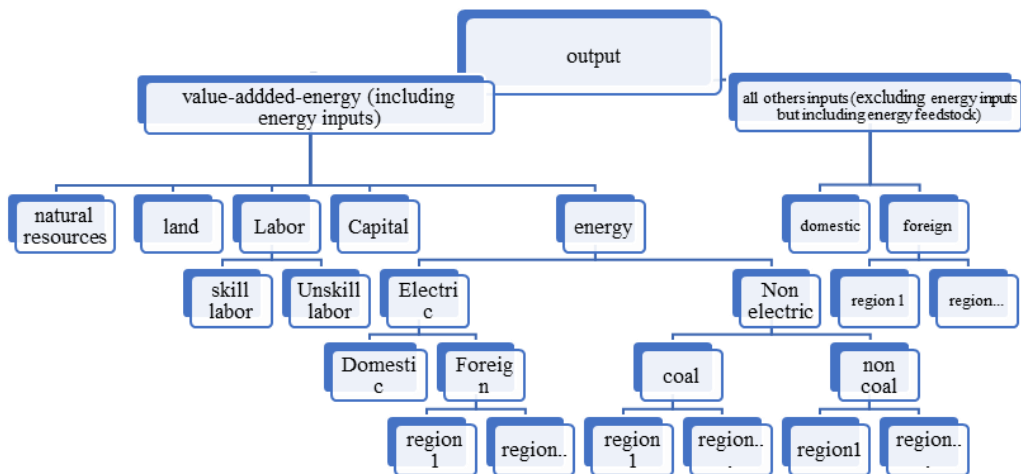 output
value-addded-energy (including
energy inputs)
all others inputs (excluding energy inputs
but including energy feedstock)
natural
resources
land
Labor
Capital
energy
domestic
foreign
skill
labor
Unskill
labor
Electri
c
Non
electric
region 1
region...
Domesti
c
Foreig
n
coal
non
coal
region
1
region..
region
1
region..
.
region1
region..
.